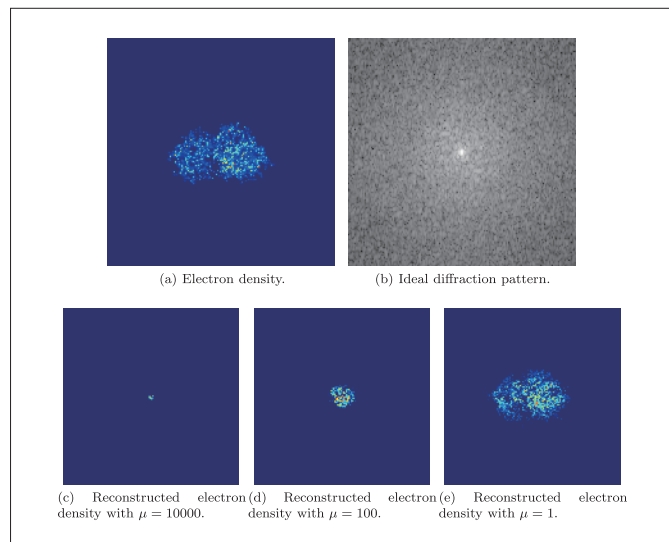 (a) Electron density.
(b) Ideal diffraction pattern.
(c) Reconstructed electron
density with μ = 10000.
(d) Reconstructed electron
density with μ = 100.
(e) Reconstructed electron
density with μ = 1.